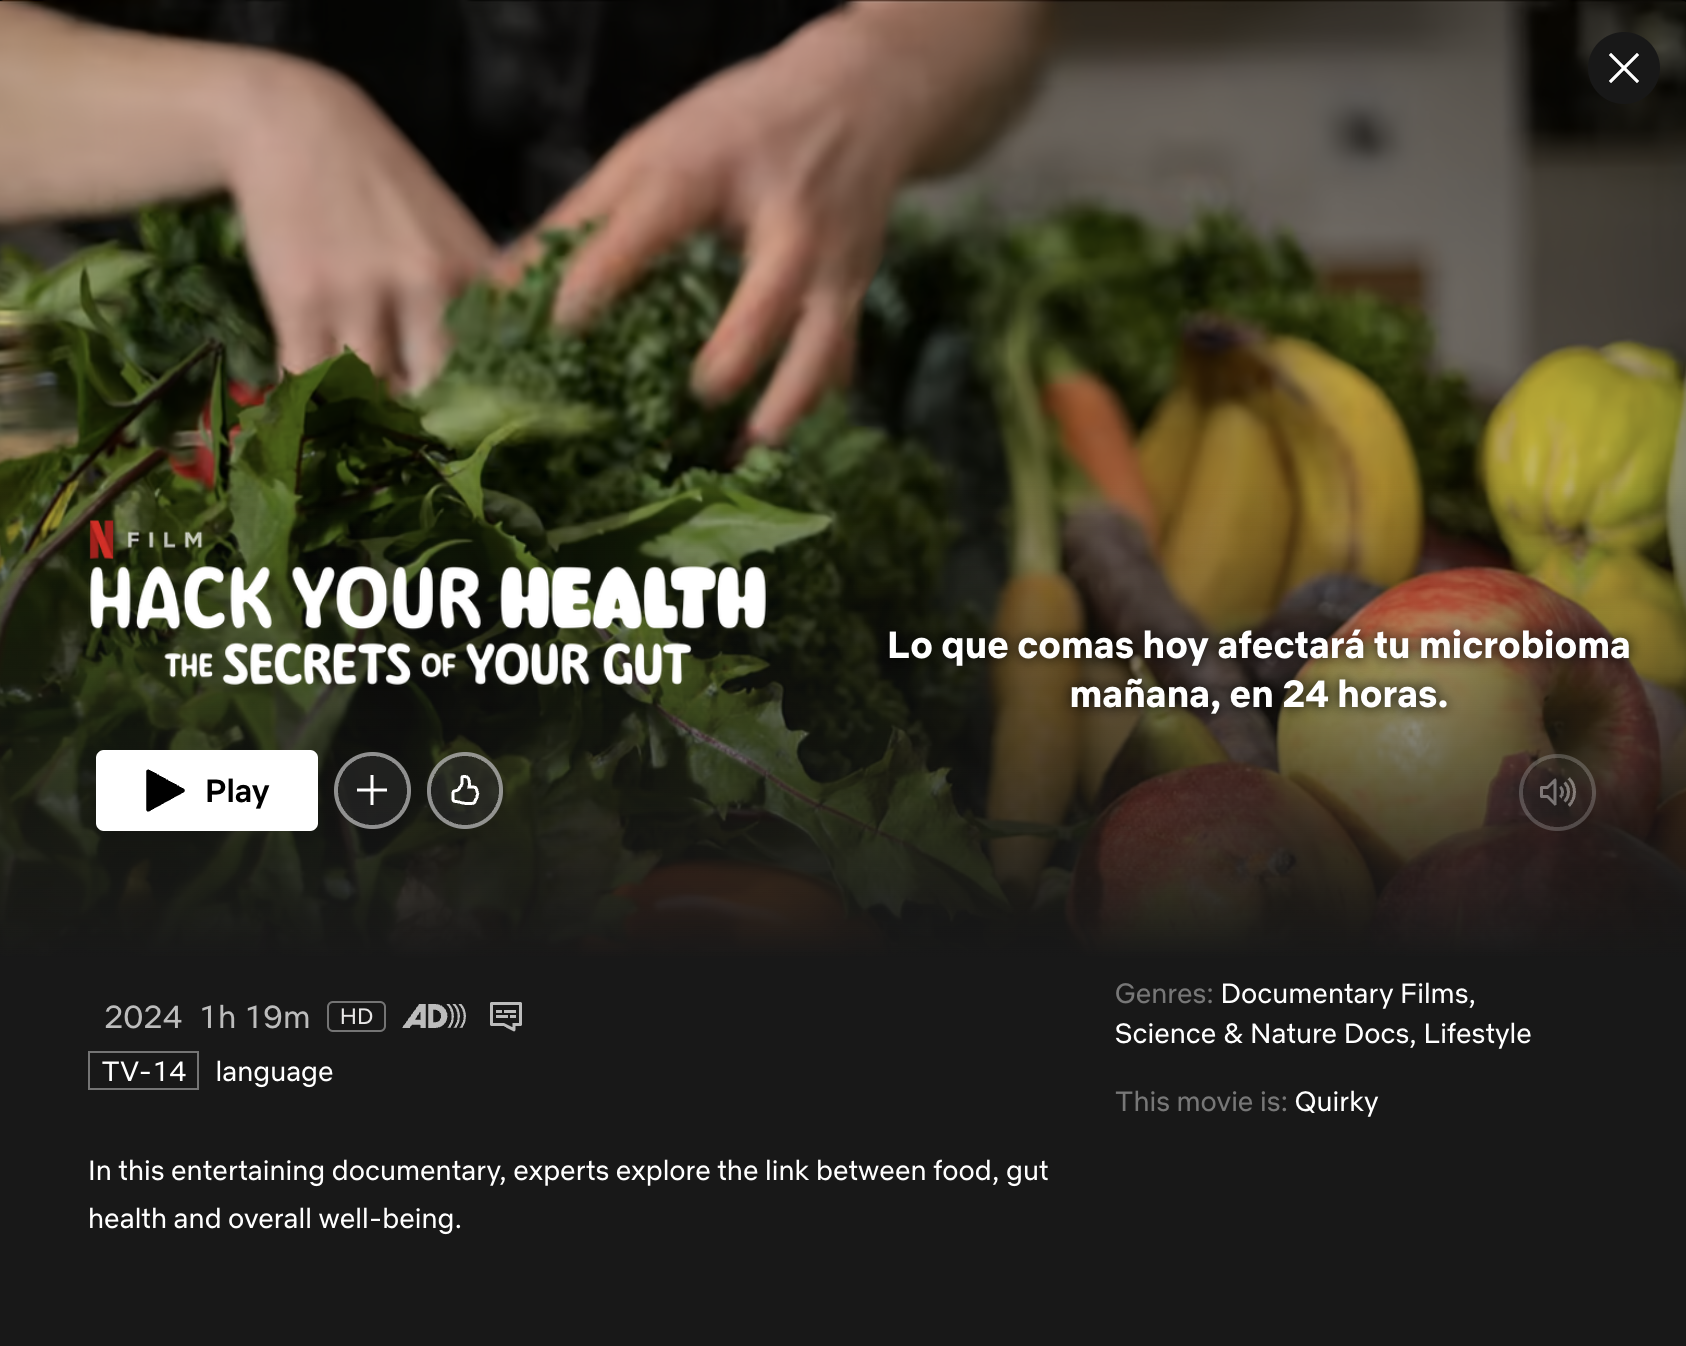 N FILM
HACK YOUR HEALTH
THE SECRETS OF YOUR GUT
Lo que comas hoy afectará tu microbioma
mañana, en 24 horas.
Play
2024 1h 19m HD AD
TV-14 language
In this entertaining documentary, experts explore the link between food, gut
health and overall well-being.
Genres: Documentary Films,
Science & Nature Docs, Lifestyle
This movie is: Quirky